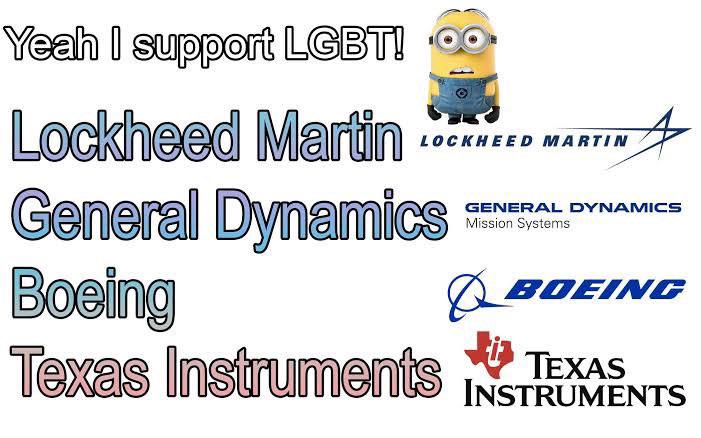 Yeah I support LGBT!
Lockheed Martin
LOCKHEED MARTIN
General Dynamics
GENERAL DYNAMICS
Mission Systems
Boeing
BOEING
Texas Instruments
TEXAS
INSTRUMENTS